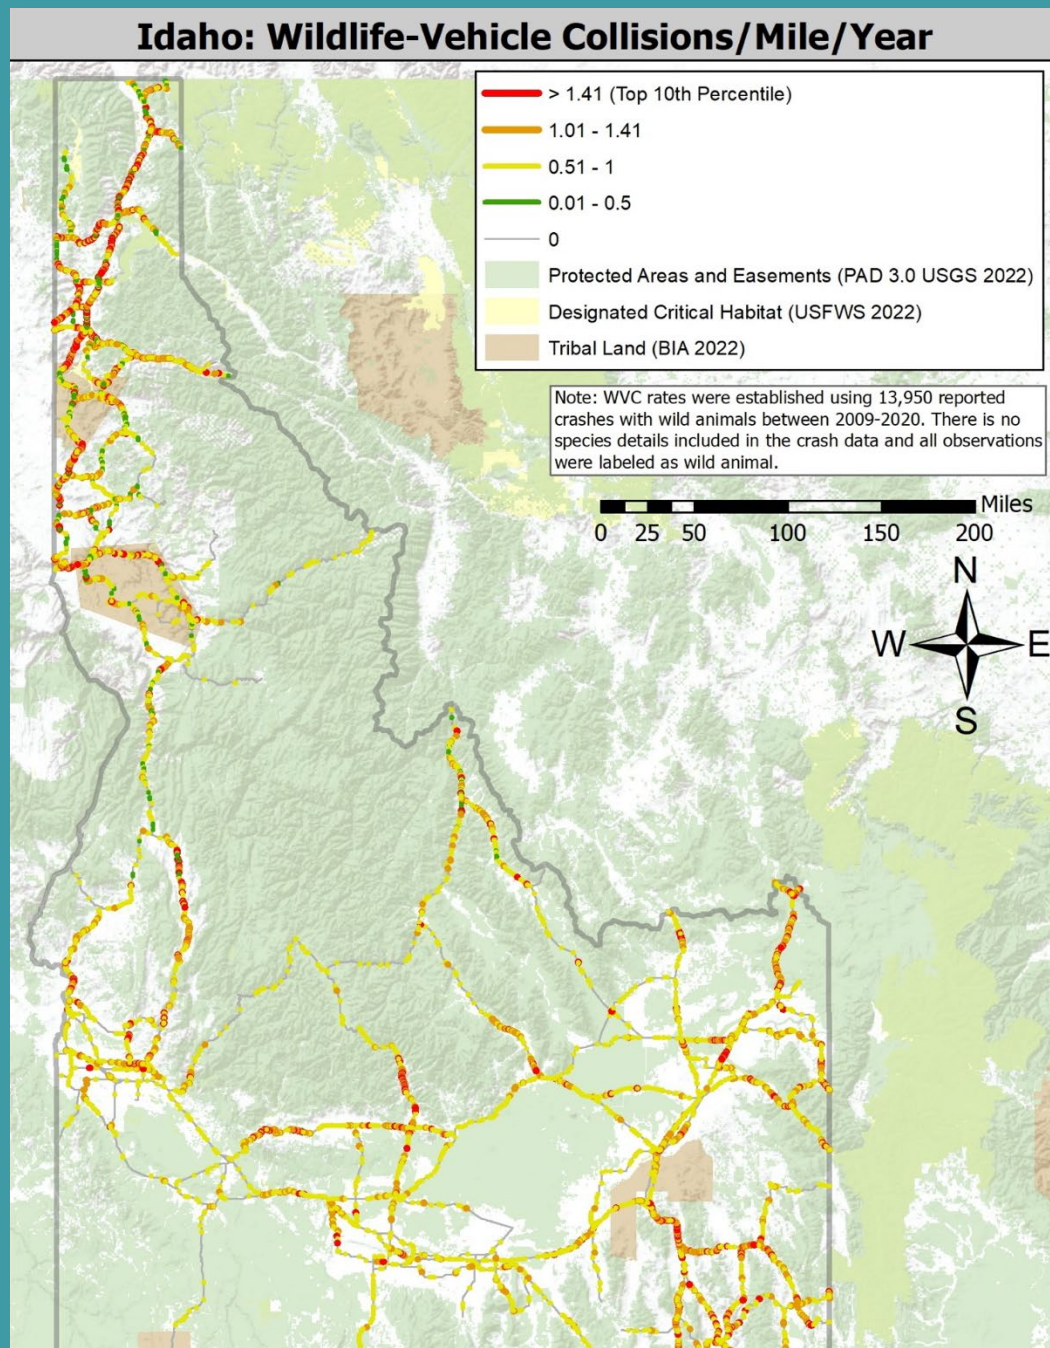 Idaho: Wildlife-Vehicle Collisions/Mile/Year
> 1.41 (Top 10th Percentile)
1.01 - 1.41
0.51 - 1
0.01 - 0.5
0
Protected Areas and Easements (PAD 3.0 USGS 2022)
Designated Critical Habitat (USFWS 2022)
Tribal Land (BIA 2022)
Note: WVC rates were established using 13,950 reported
crashes with wild animals between 2009-2020. There is no
species details included in the crash data and all observations
were labeled as wild animal.
Miles
0 25 50 100 150 200
N
W E
S